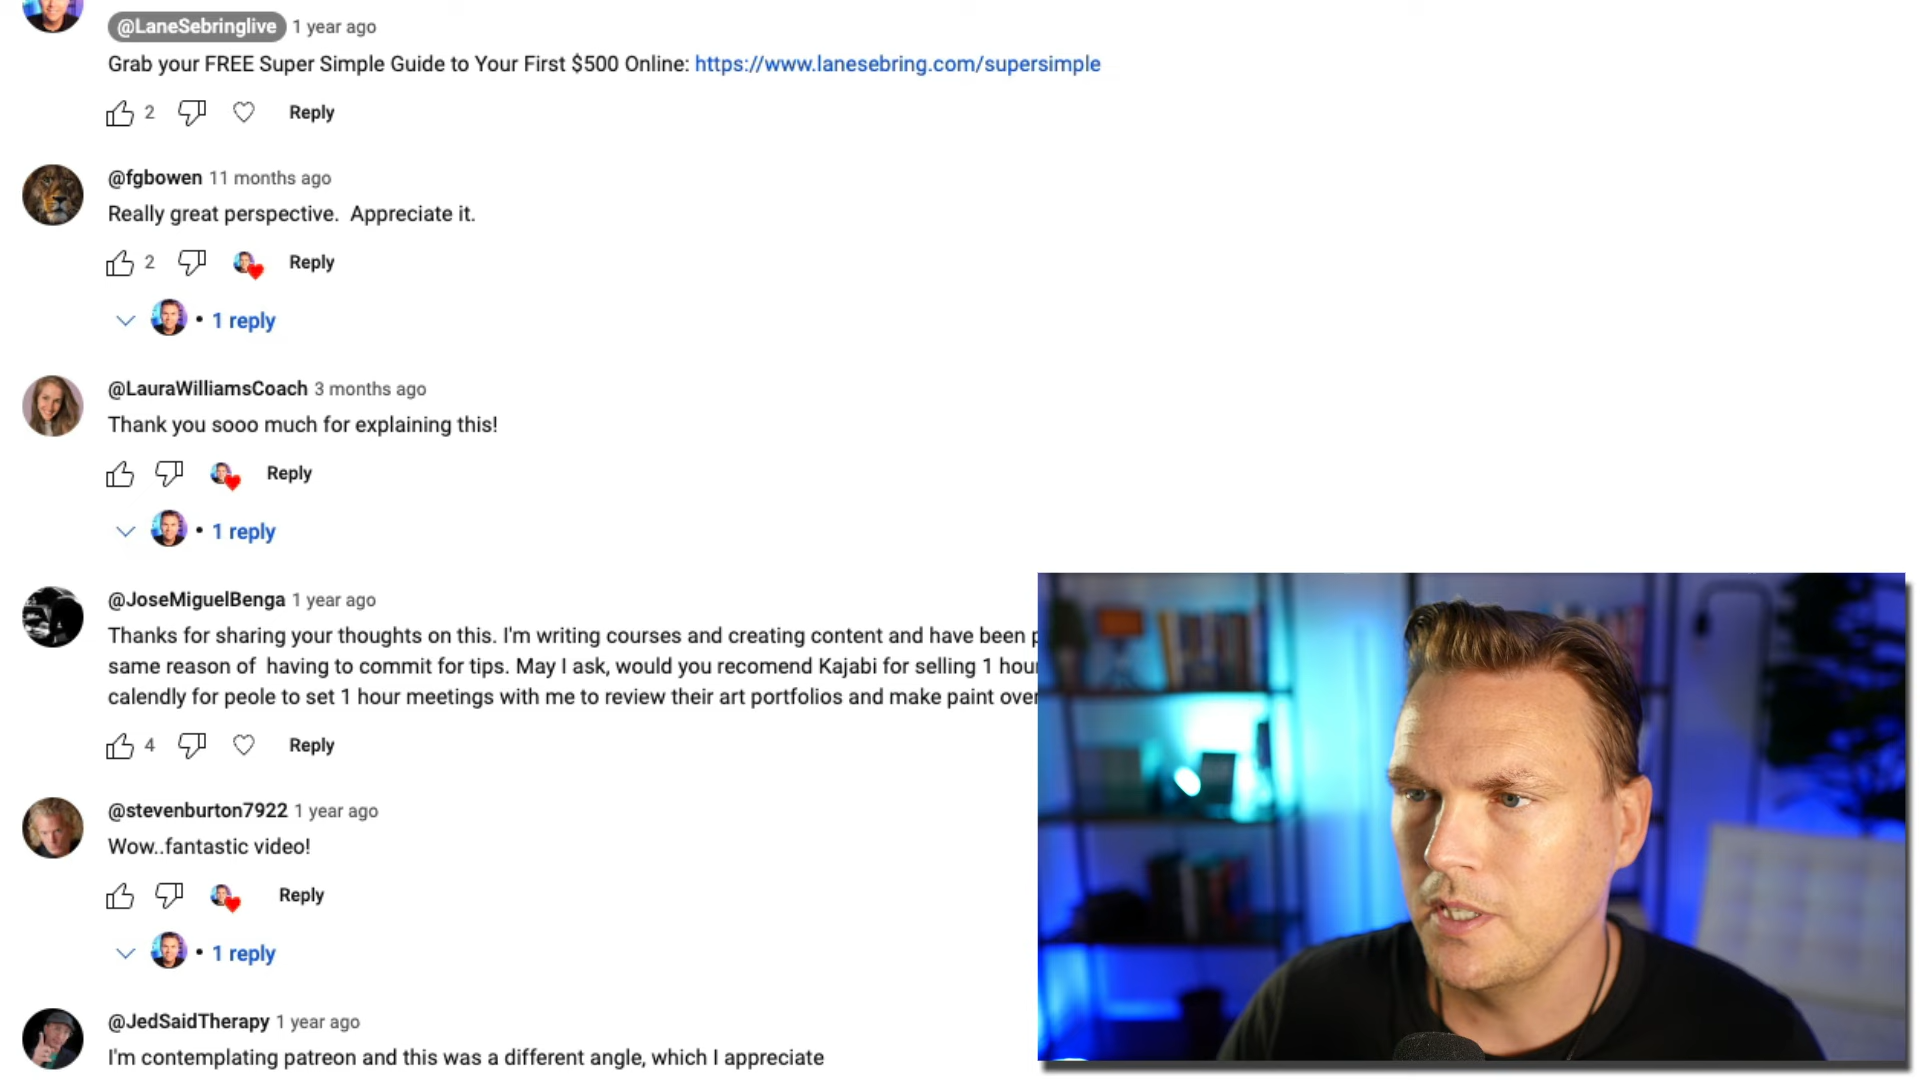 @LaneSebringlive 1 year ago
Grab your FREE Super Simple Guide to Your First $500 Online: https://www.lanesebring.com/supersimple
2 Reply
@fgbowen 11 months ago
Really great perspective. Appreciate it.
2 Reply
• 1 reply
@LauraWilliamsCoach 3 months ago
Thank you sooo much for explaining this!
Reply
• 1 reply
@JoseMiguelBenga 1 year ago
Thanks for sharing your thoughts on this. I'm writing courses and creating content and have been
same reason of having to commit for tips. May I ask, would you recomend Kajabi for selling 1
calendly for peole to set 1 hour meetings with me to review their art portfolios and make paint
4 Reply
@stevenburton7922 1 year ago
Wow..fantastic video!
Reply
• 1 reply
@JedSaidTherapy 1 year ago
I'm contemplating patreon and this was a different angle, which I appreciate